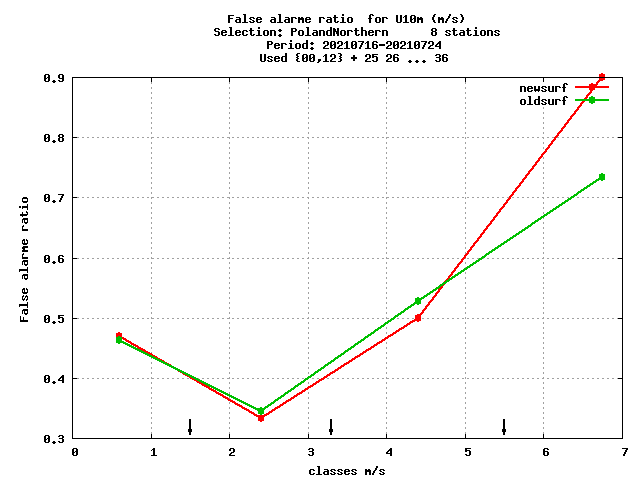 False alarme ratio  for U10m (m/s)
Selection: PolandNorthern      8 stations
Period: 20210716-20210724
Used {00,12} + 25 26 ... 36
0.9
newsurf
oldsurf
0.8
0.7
0.6
0.5
0.4
0.3
False alarme ratio
0 1 2 3 4 5 6 7
classes m/s